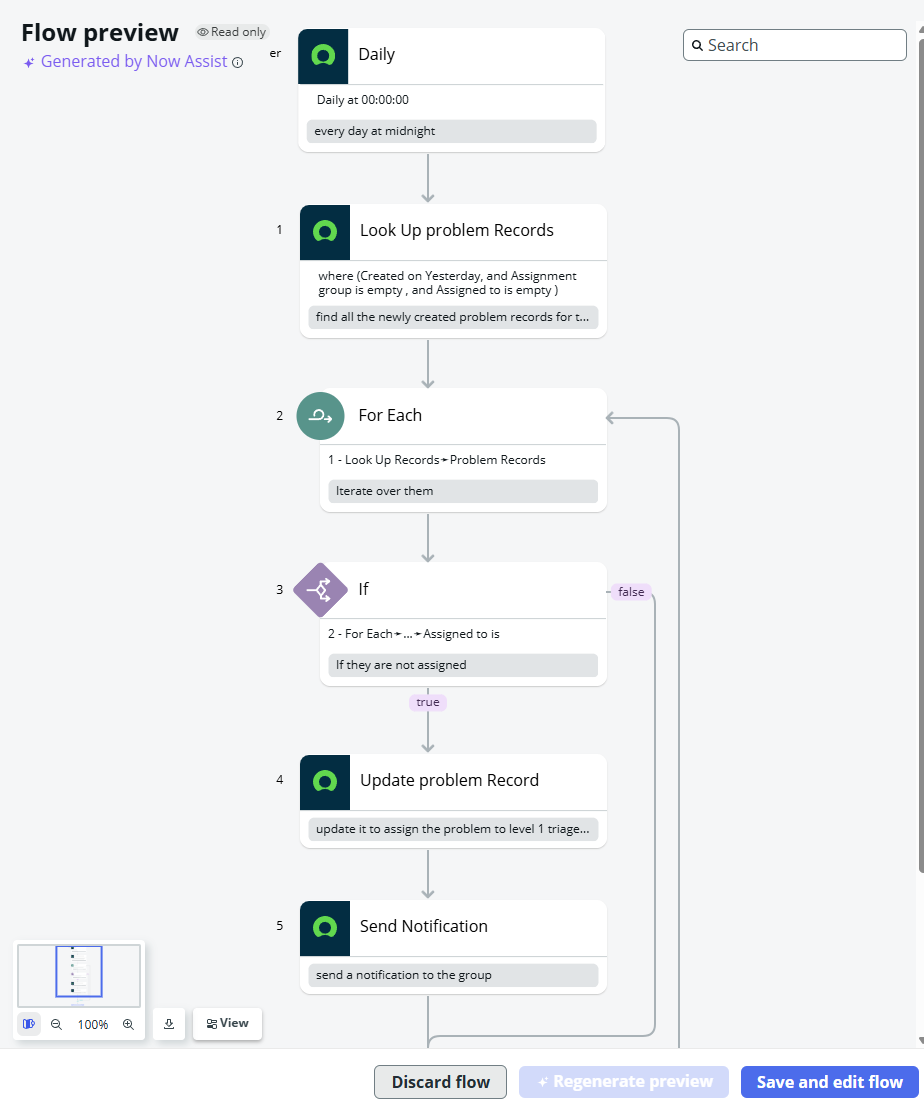 Flow preview
Read only
Generated by Now Assist
er
Daily
Search
Daily at 00:00:00
every day at midnight
1
Look Up problem Records
where (Created on Yesterday, and Assignment
group is empty , and Assigned to is empty )
find all the newly created problem records for t...
2
For Each
1 - Look Up Records➛Problem Records
Iterate over them
3
If
false
2 - For Each➛...➛Assigned to is
If they are not assigned
true
4
Update problem Record
update it to assign the problem to level 1 triage...
5
Send Notification
send a notification to the group
100%
View
Discard flow
Regenerate preview
Save and edit flow